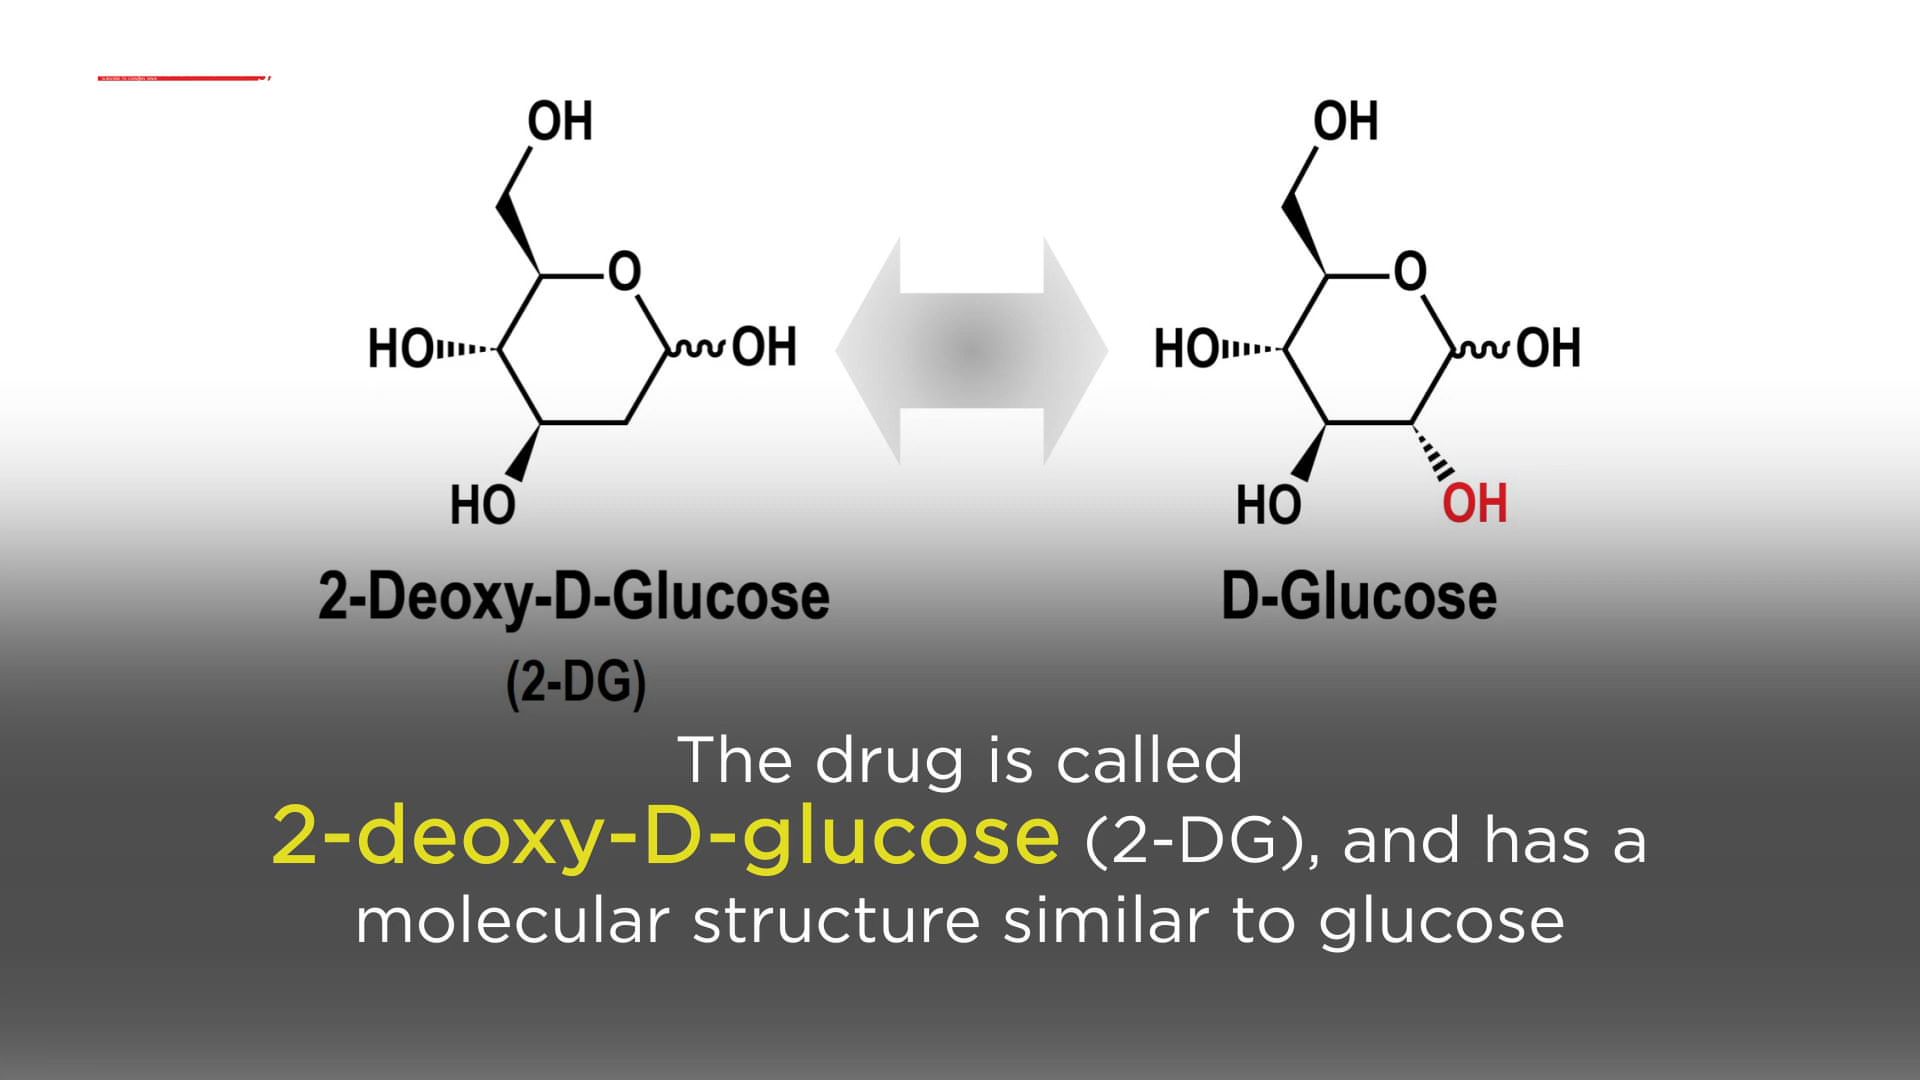 OH
OH
O
O
HO
OH
HO
OH
HO
HO
OH
2-Deoxy-D-Glucose
D-Glucose
(2-DG)
The drug is called
2-deoxy-D-glucose (2-DG), and has a
molecular structure similar to glucose